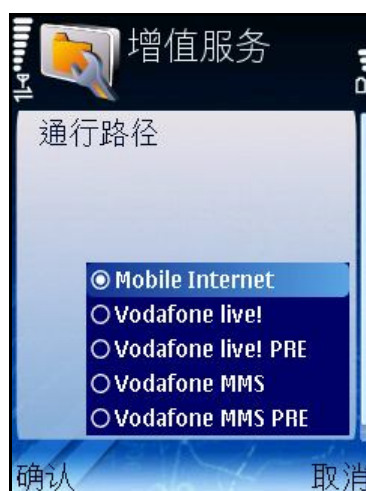 增值服务
通行路径
Mobile Internet
Vodafone live!
Vodafone live! PRE
Vodafone MMS
Vodafone MMS PRE
确认 取消